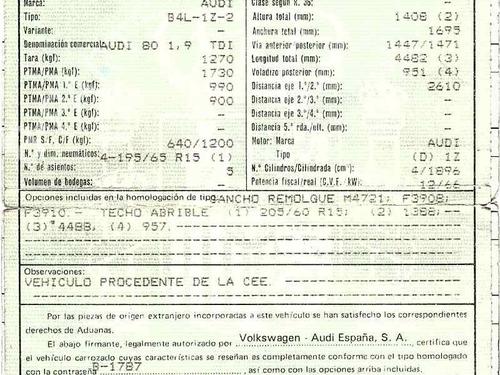 Marca: AUDI
Tipo: B4L-1Z-2
Variante: -
Denominación comercial: AUDI 80 1,9 TDI
Tara (kgf): 1270
PTMA/PMA (kgf): 1730
PTMA/PMA 1.er E (kgf): 990
PTMA/PMA 2.º E (kgf): 900
PTMA/PMA 3.er E (kgf): -
PTMA/PMA 4.º E (kgf): -
PMR S/F, C/F (kgf): 640/1200
N.º y dim. neumáticos: 4-195/65 R15 (1)
N.º de asientos: 5
Volumen de bodegas: -
Altura total (mm): 1408 (2)
Anchura total (mm): 1695
Vía anterior posterior (mm): 1447/1471
Longitud total (mm): 4482 (3)
Voladizo posterior (mm): 951 (4)
Distancia eje 1.º/2.º (mm): 2610
Distancia eje 2.º/3.º (mm): -
Distancia eje 3.º/4.º (mm): -
Distancia 5.ª rda./ult. (mm): -
Motor: Marca: AUDI
Tipo (D) 1Z
N.º Cilindros/Cilindrada (cm³): 4/1896
Potencia fiscal/real (C.V.F. kW): 12/66
Opciones incluidas en la homologación de tipo: GANCHO REMOLQUE M4721; F3908;
F3910.- TECHO ABRIBLE (1) 205/60 R15; (2) 1388;
(3) 4488, (4) 957.
Observaciones:
VEHICULO PROCEDENTE DE LA CEE.
Por las piezas de origen extranjero incorporadas a este vehículo se han satisfecho los correspondientes
derechos de Aduanas.
El abajo firmante, legalmente autorizado por Volkswagen - Audi España, S. A., certifica que
el vehículo carrozado cuyas características se reseñan es completamente conforme con el tipo homologado
con la contraseña B-1787, así como con las opciones arriba incluidas.